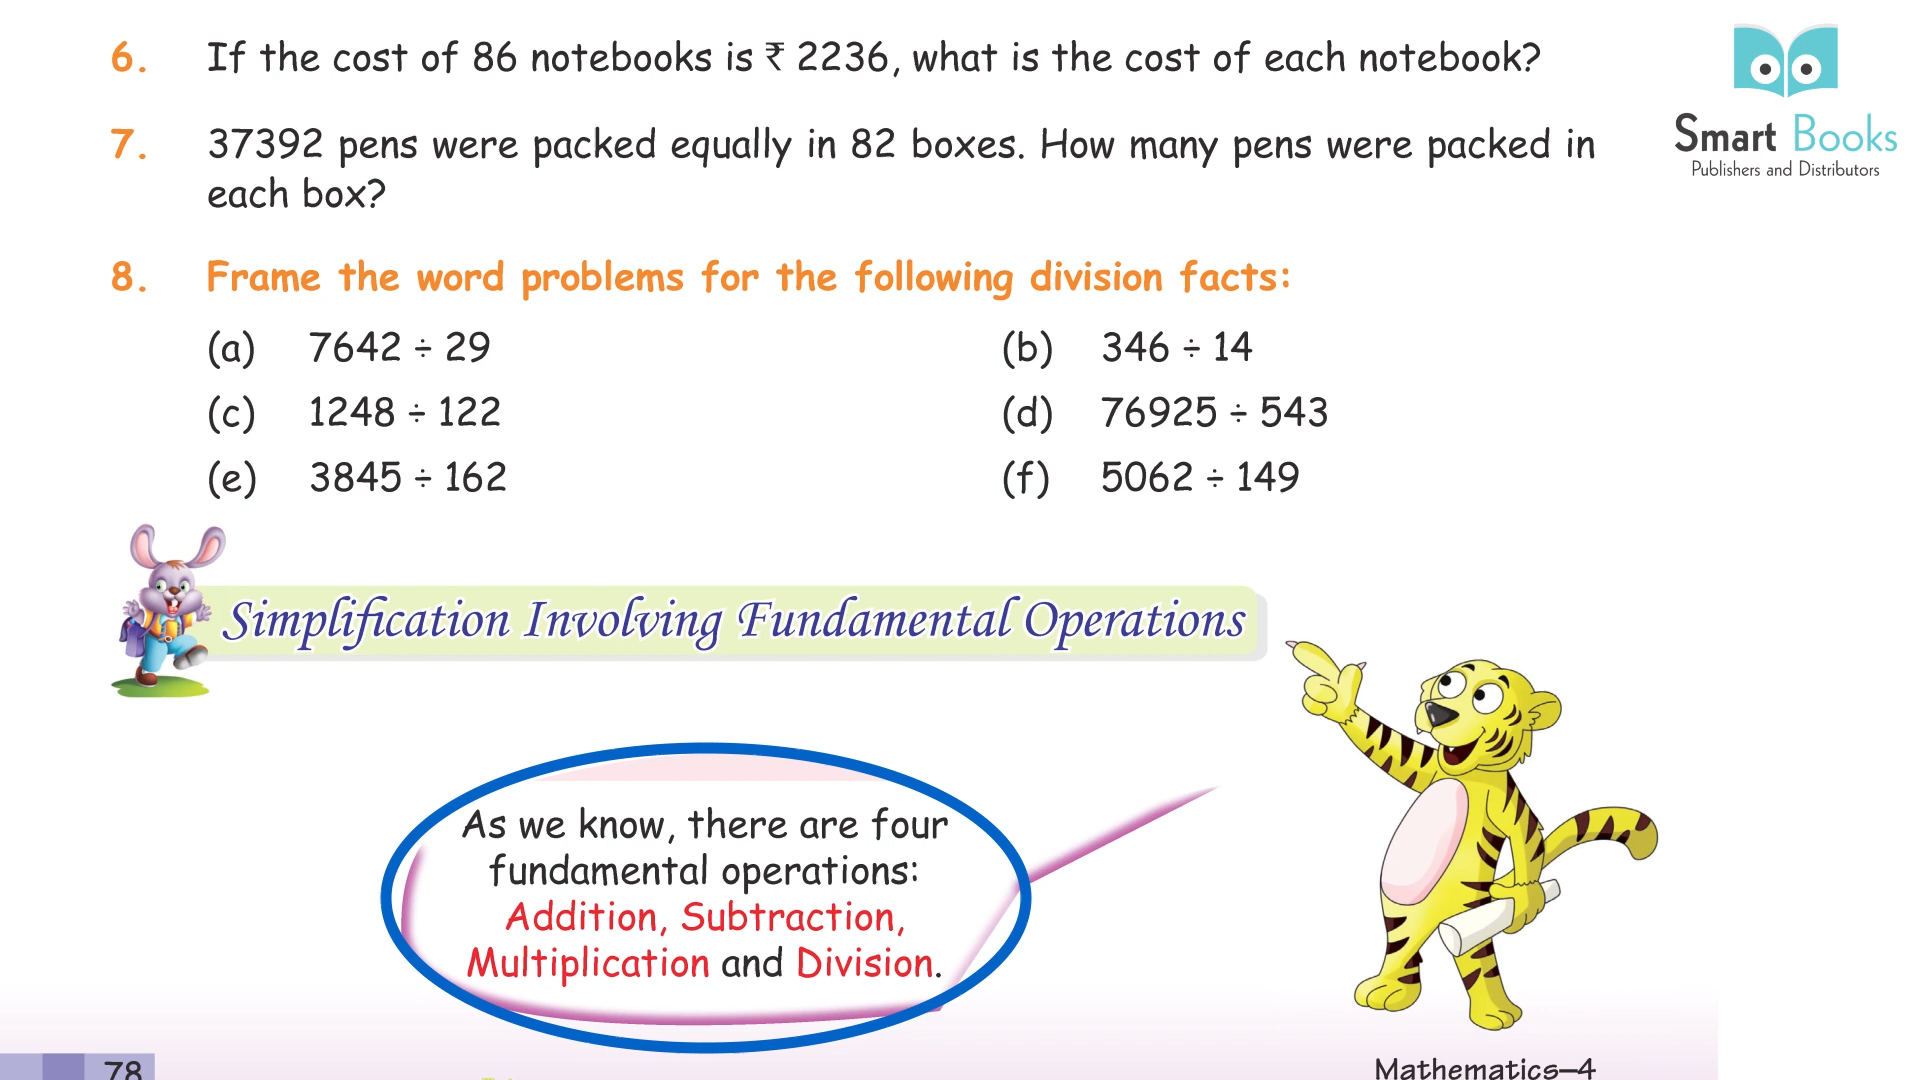 6. If the cost of 86 notebooks is ₹ 2236, what is the cost of each notebook?
7. 37392 pens were packed equally in 82 boxes. How many pens were packed in
each box?
Smart Books
Publishers and Distributors
8. Frame the word problems for the following division facts:
(a) 7642 ÷ 29 (b) 346 ÷ 14
(c) 1248 ÷ 122 (d) 76925 ÷ 543
(e) 3845 ÷ 162 (f) 5062 ÷ 149
Simplification Involving Fundamental Operations
As we know, there are four
fundamental operations:
Addition, Subtraction,
Multiplication and Division.
78 Mathematics–4